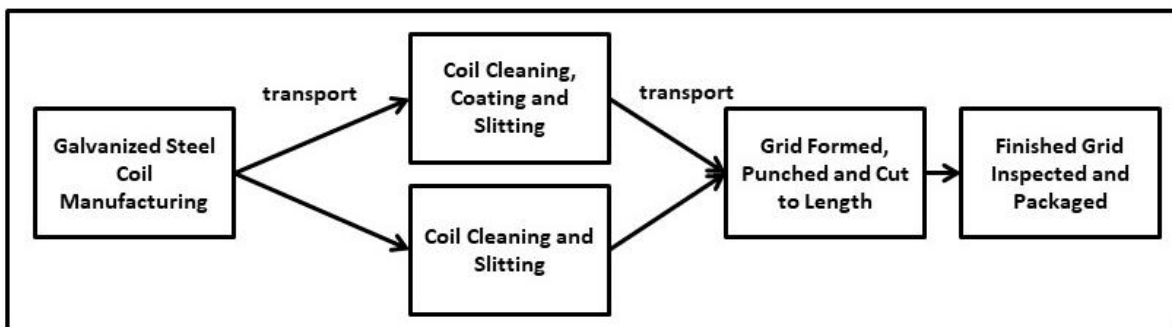 Galvanized Steel
Coil
Manufacturing
transport
Coil Cleaning,
Coating and
Slitting
Coil Cleaning and
Slitting
transport
Grid Formed,
Punched and Cut
to Length
Finished Grid
Inspected and
Packaged